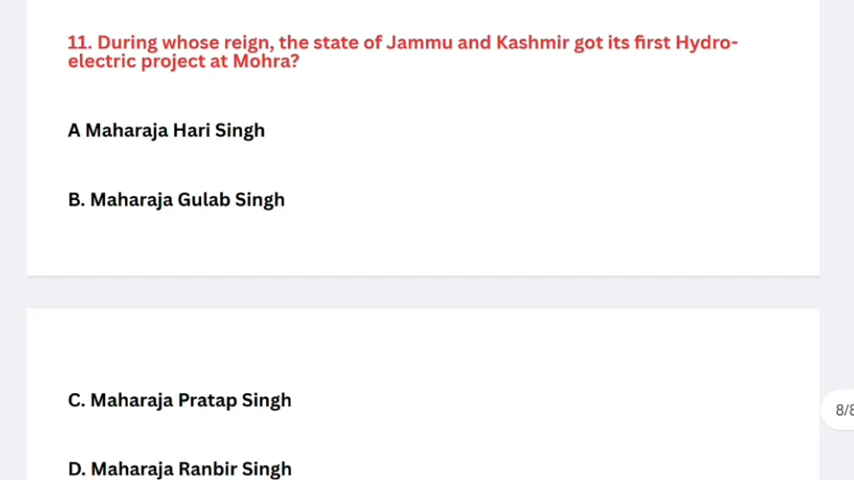 11. During whose reign, the state of Jammu and Kashmir got its first Hydro-
electric project at Mohra?
A Maharaja Hari Singh
B. Maharaja Gulab Singh
C. Maharaja Pratap Singh
8/8
D. Maharaja Ranbir Singh